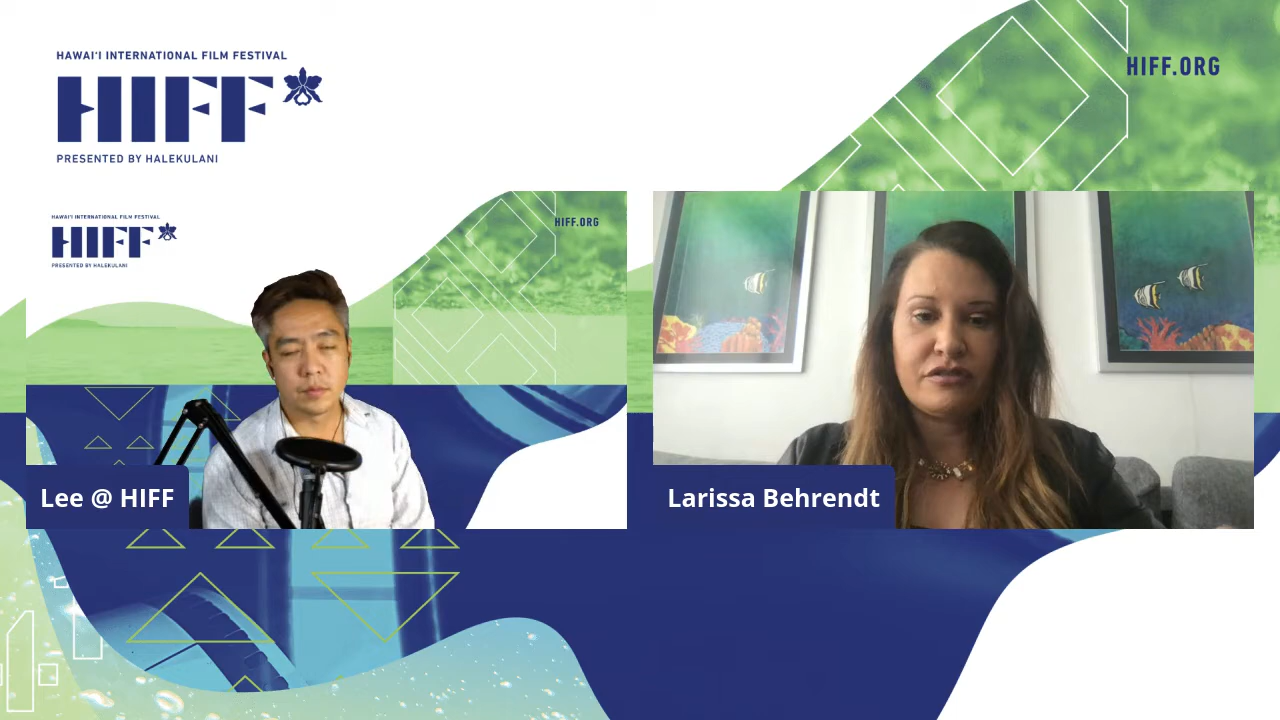 HAWAI'I INTERNATIONAL FILM FESTIVAL
HIFF
PRESENTED BY HALEKULANI
HIFF.ORG
HAWAI'I INTERNATIONAL FILM FESTIVAL
HIFF
PRESENTED BY HALEKULANI
HIFF.ORG
Lee @ HIFF
Larissa Behrendt